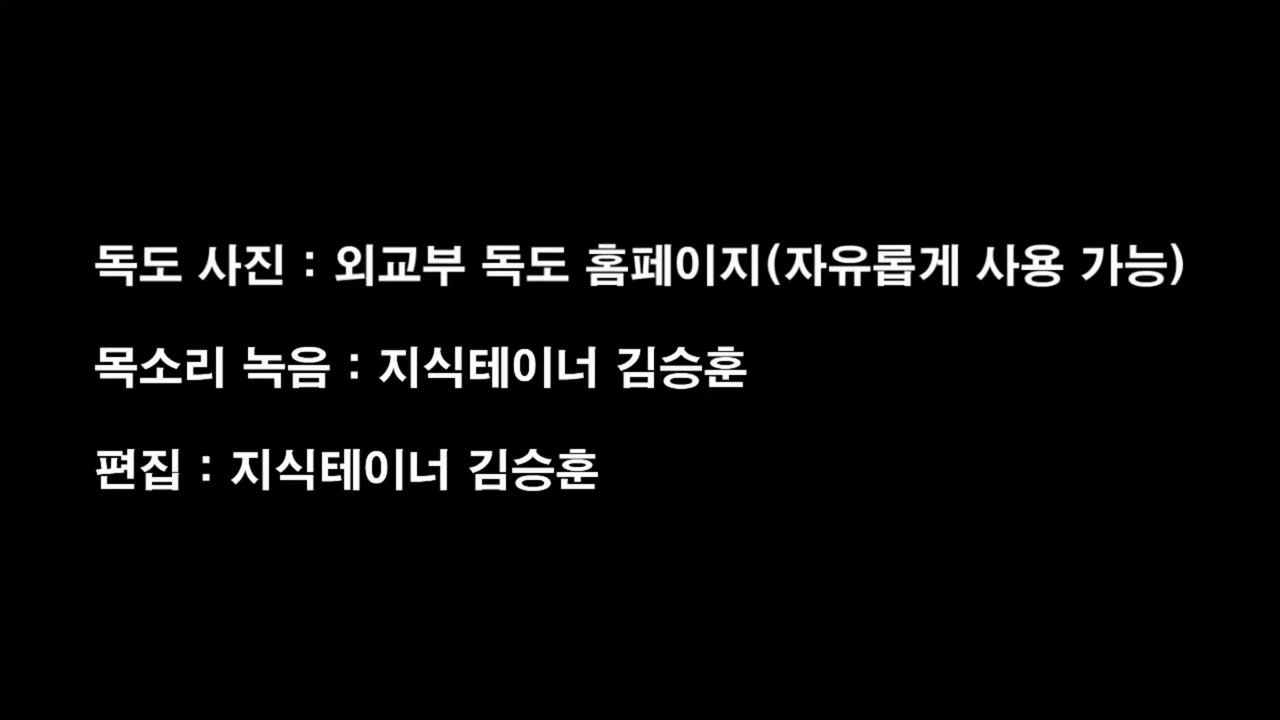 독도 사진 : 외교부 독도 홈페이지(자유롭게 사용 가능)
목소리 녹음 : 지식테이너 김승훈
편집 : 지식테이너 김승훈